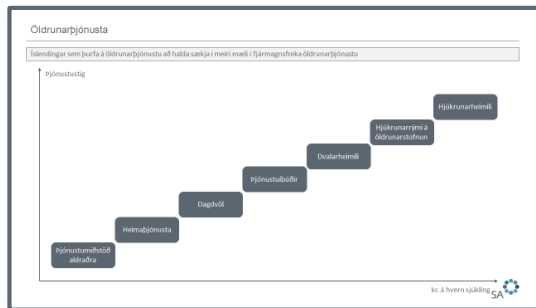 Öldrunarþjónusta
Íslendingar sem þurfa á öldrunarþjónustu að halda sækja í meiri mæli í fjármagnsfreka öldrunarþjónustu
Þjónustustig
Hjúkrunarheimili
Hjúkrunarrými á
öldrunarstofnun
Dvalarheimili
Þjónustuíbúðir
Dagdvöl
Heimaþjónusta
Þjónustumiðstöð
aldraðra
kr. á hvern sjúkling
SA